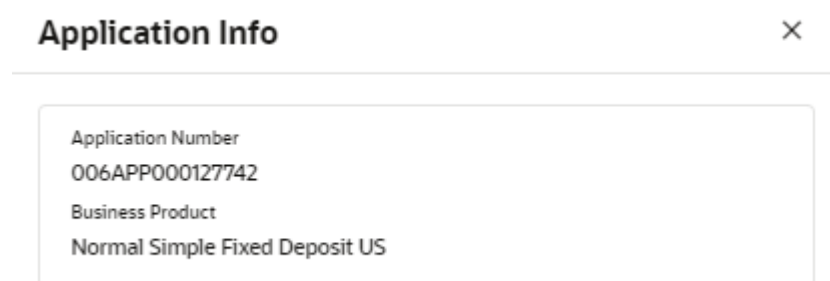 Application Info
Application Number
006APP000127742
Business Product
Normal Simple Fixed Deposit US